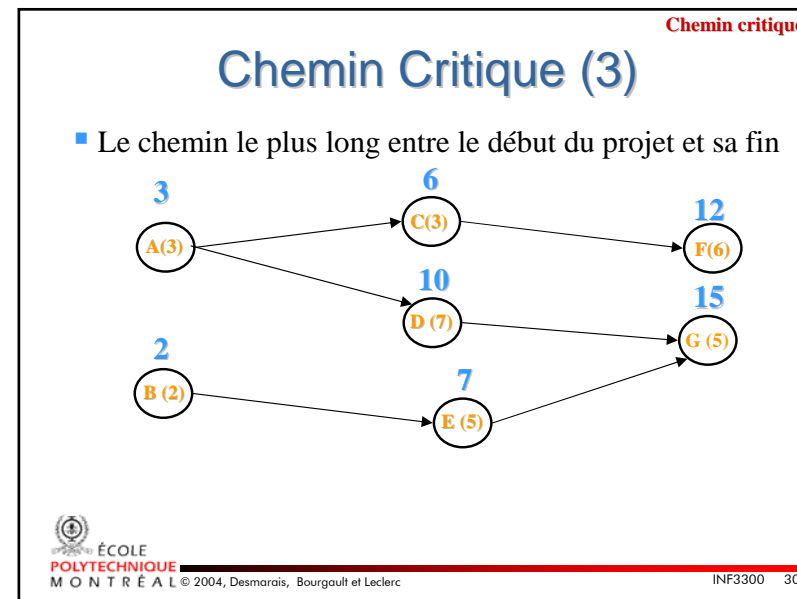 Chemin critique
Chemin Critique (3)
Le chemin le plus long entre le début du projet et sa fin
3
6
12
A(3)
C(3)
F(6)
10
15
D (7)
G (5)
2
7
B (2)
E (5)
ÉCOLE
POLYTECHNIQUE
MONTRÉAL © 2004, Desmarais, Bourgault et Leclerc
INF3300 30